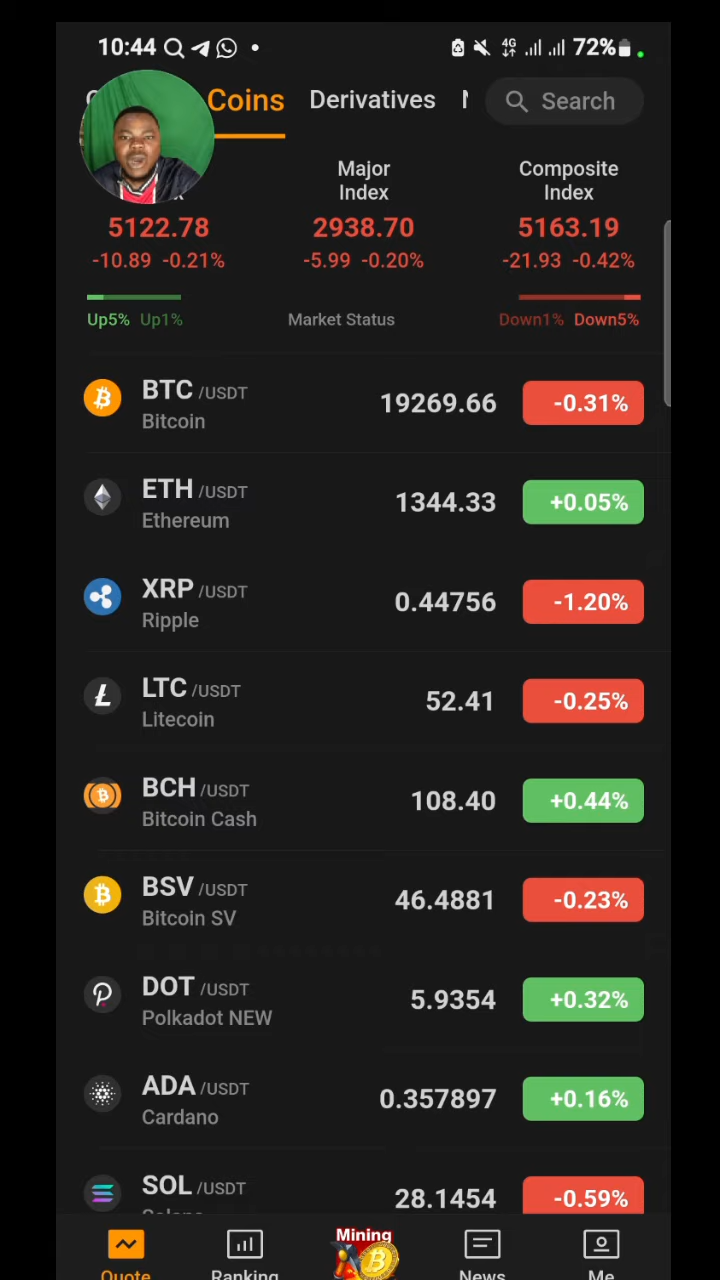 10:44 4G 72%
Coins Derivatives Search
Major Index
Composite Index
5122.78 2938.70 5163.19
-10.89 -0.21% -5.99 -0.20% -21.93 -0.42%
Up5% Up1% Market Status Down1% Down5%
BTC /USDT 19269.66 -0.31%
Bitcoin
ETH /USDT 1344.33 +0.05%
Ethereum
XRP /USDT 0.44756 -1.20%
Ripple
LTC /USDT 52.41 -0.25%
Litecoin
BCH /USDT 108.40 +0.44%
Bitcoin Cash
BSV /USDT 46.4881 -0.23%
Bitcoin SV
DOT /USDT 5.9354 +0.32%
Polkadot NEW
ADA /USDT 0.357897 +0.16%
Cardano
SOL /USDT 28.1454 -0.59%
Mining
Quote Ranking News Me